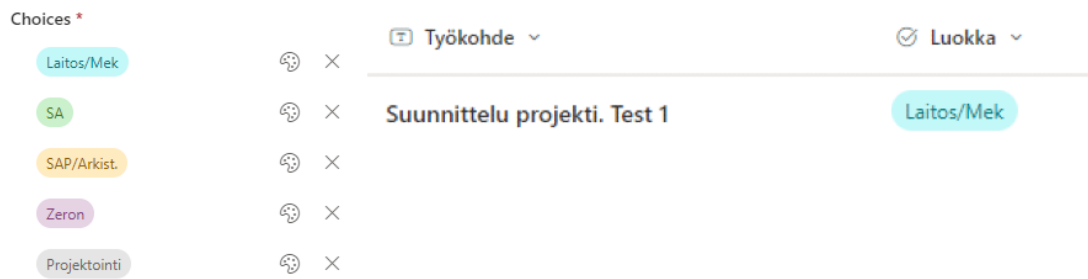 Choices *
Laitos/Mek
SA
SAP/Arkist.
Zeron
Projektointi
Työkohde
Luokka
Suunnittelu projekti. Test 1
Laitos/Mek